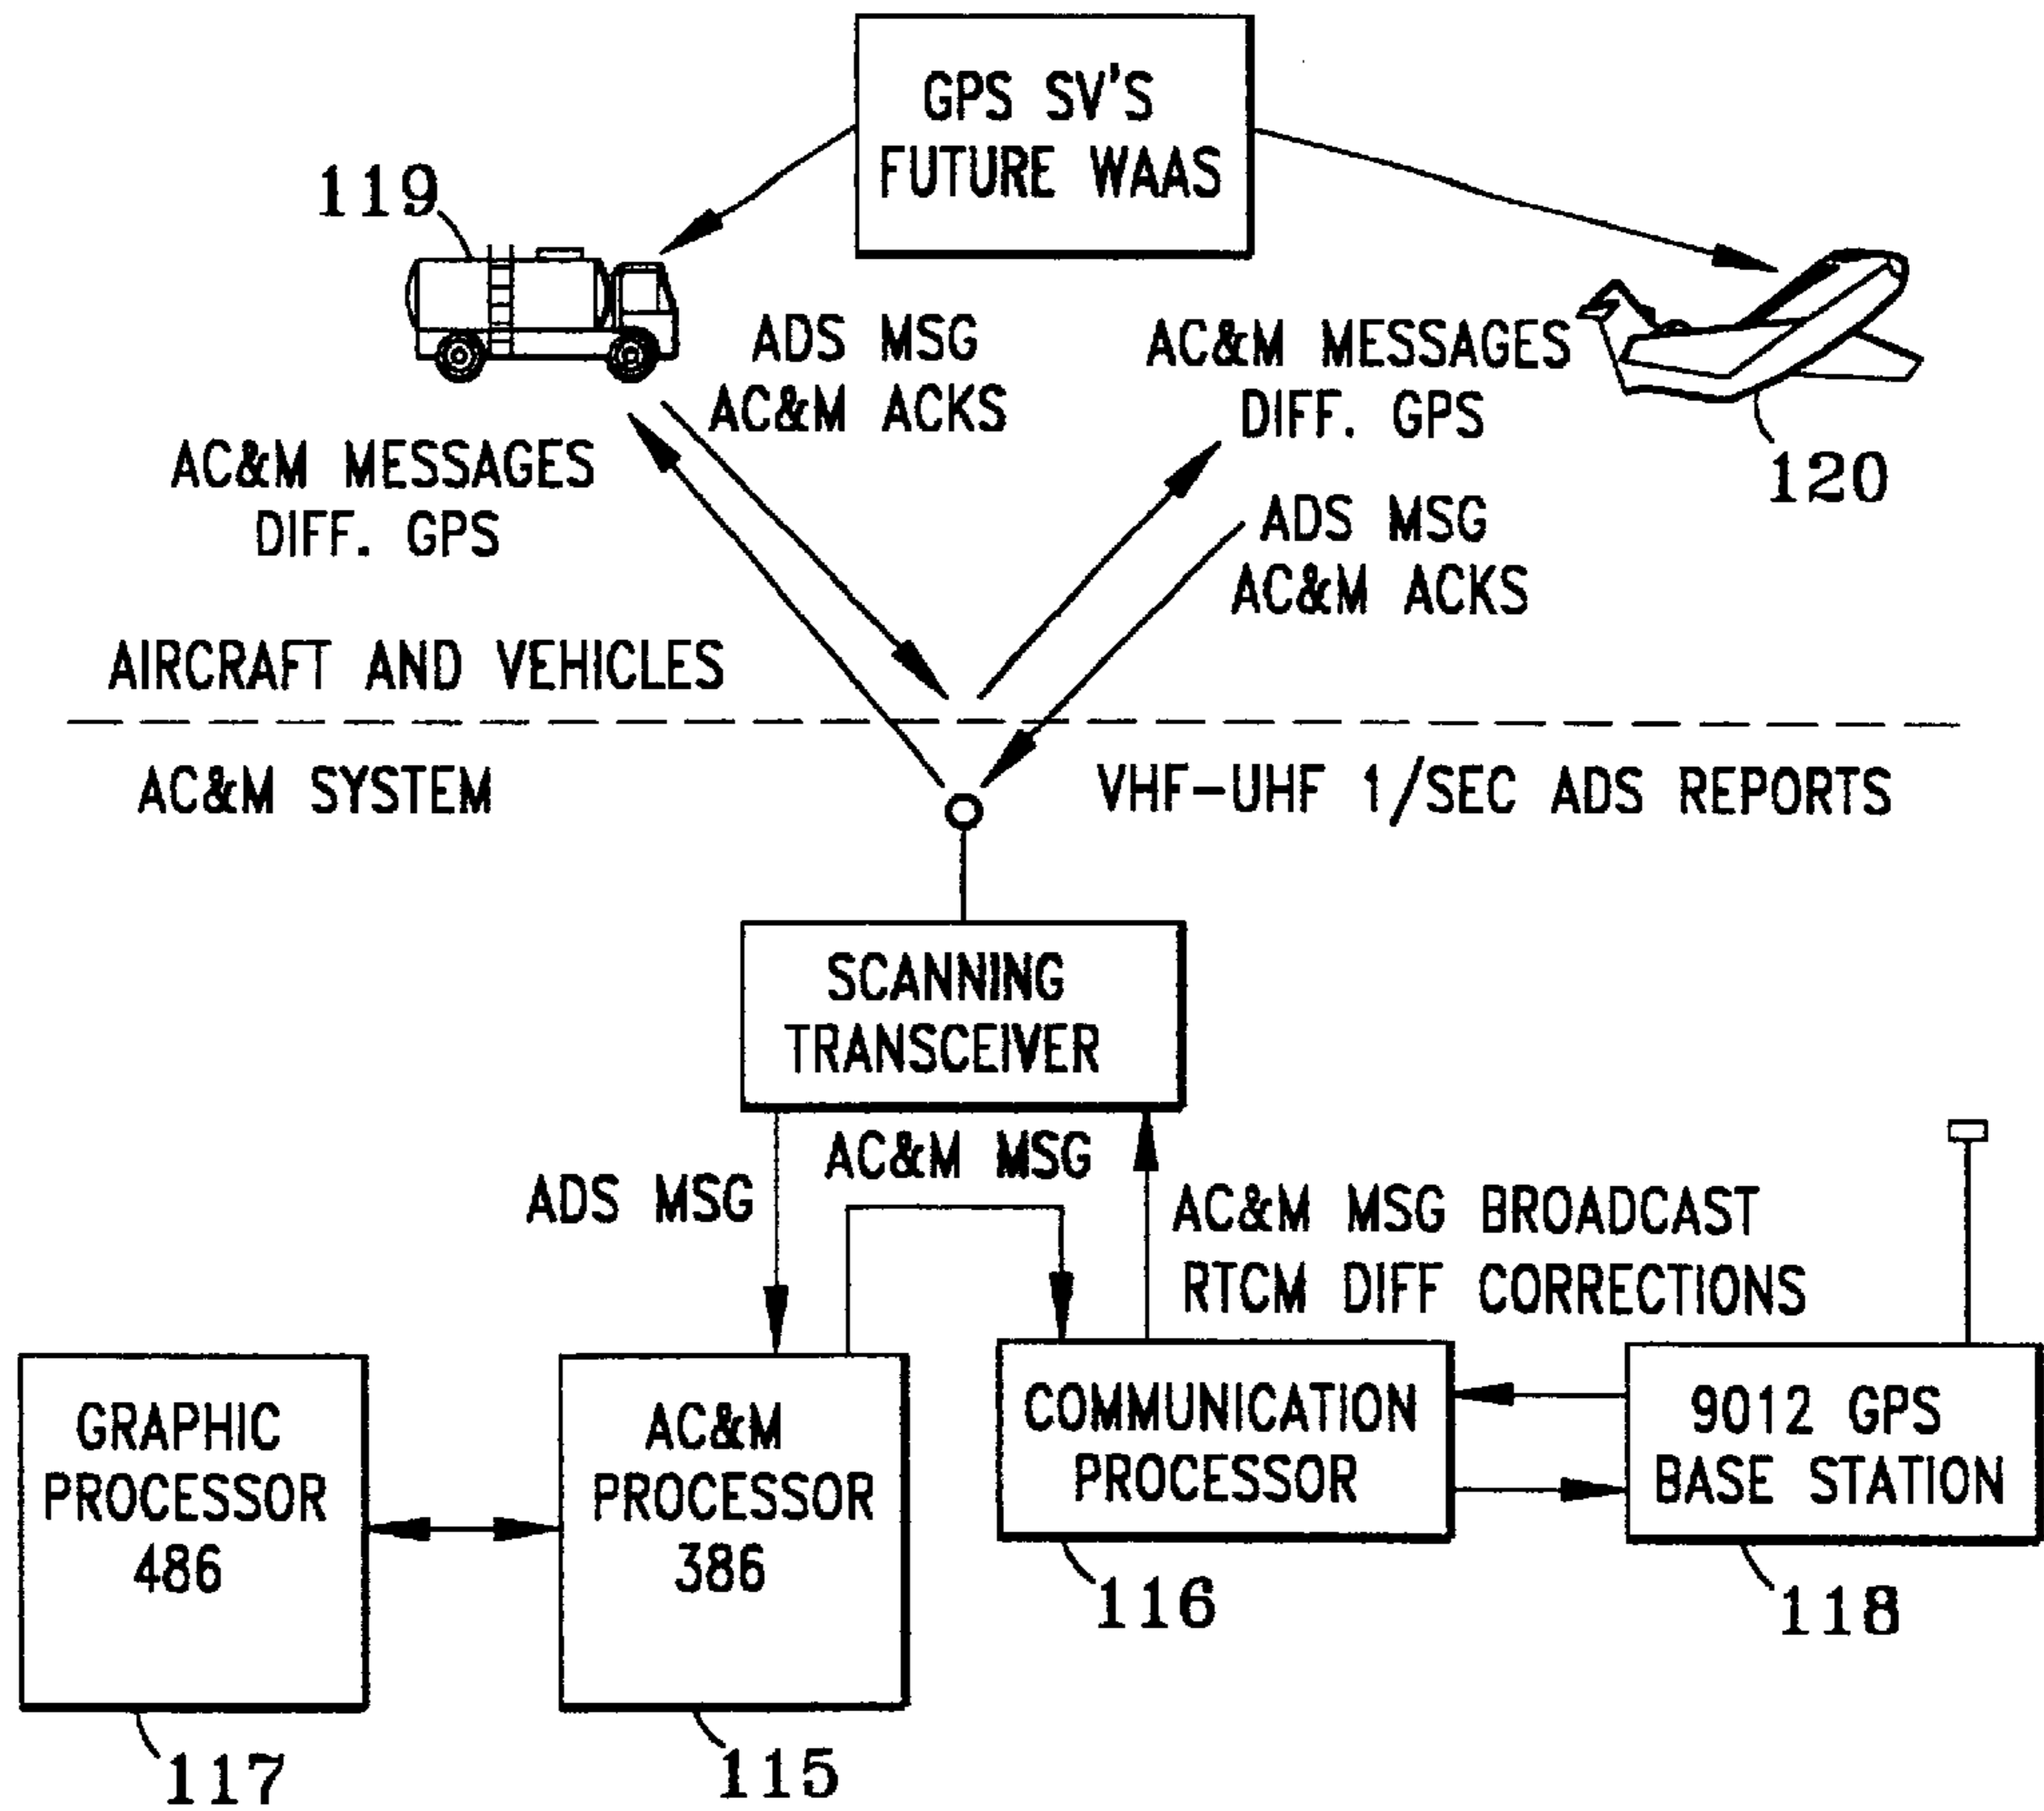 GPS SV'S
FUTURE WAAS
119
ADS MSG
AC&M ACKS
AC&M MESSAGES
DIFF. GPS
120
AC&M MESSAGES
DIFF. GPS
ADS MSG
AC&M ACKS
AIRCRAFT AND VEHICLES
AC&M SYSTEM
VHF-UHF 1/SEC ADS REPORTS
SCANNING
TRANSCEIVER
ADS MSG
AC&M MSG
AC&M MSG BROADCAST
RTCM DIFF CORRECTIONS
GRAPHIC
PROCESSOR
486
AC&M
PROCESSOR
386
COMMUNICATION
PROCESSOR
9012 GPS
BASE STATION
116
118
117
115